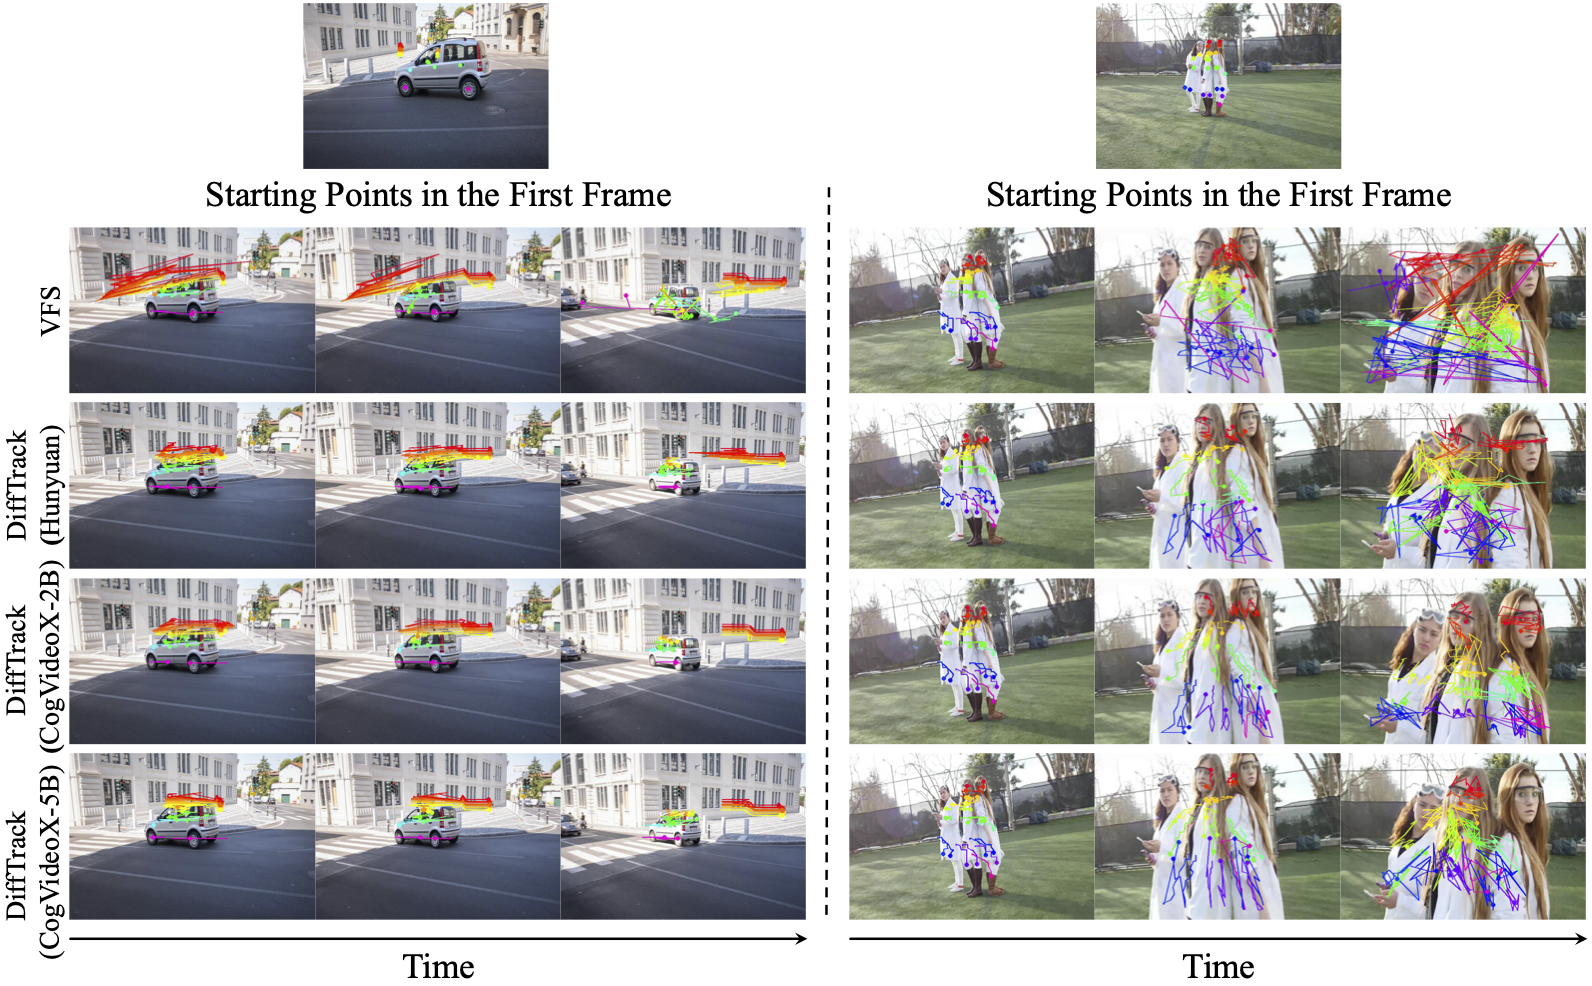 Starting Points in the First Frame
Starting Points in the First Frame
VFS
DiffTrack
(Hunyuan)
DiffTrack
(CogVideoX-2B)
DiffTrack
(CogVideoX-5B)
Time
Time